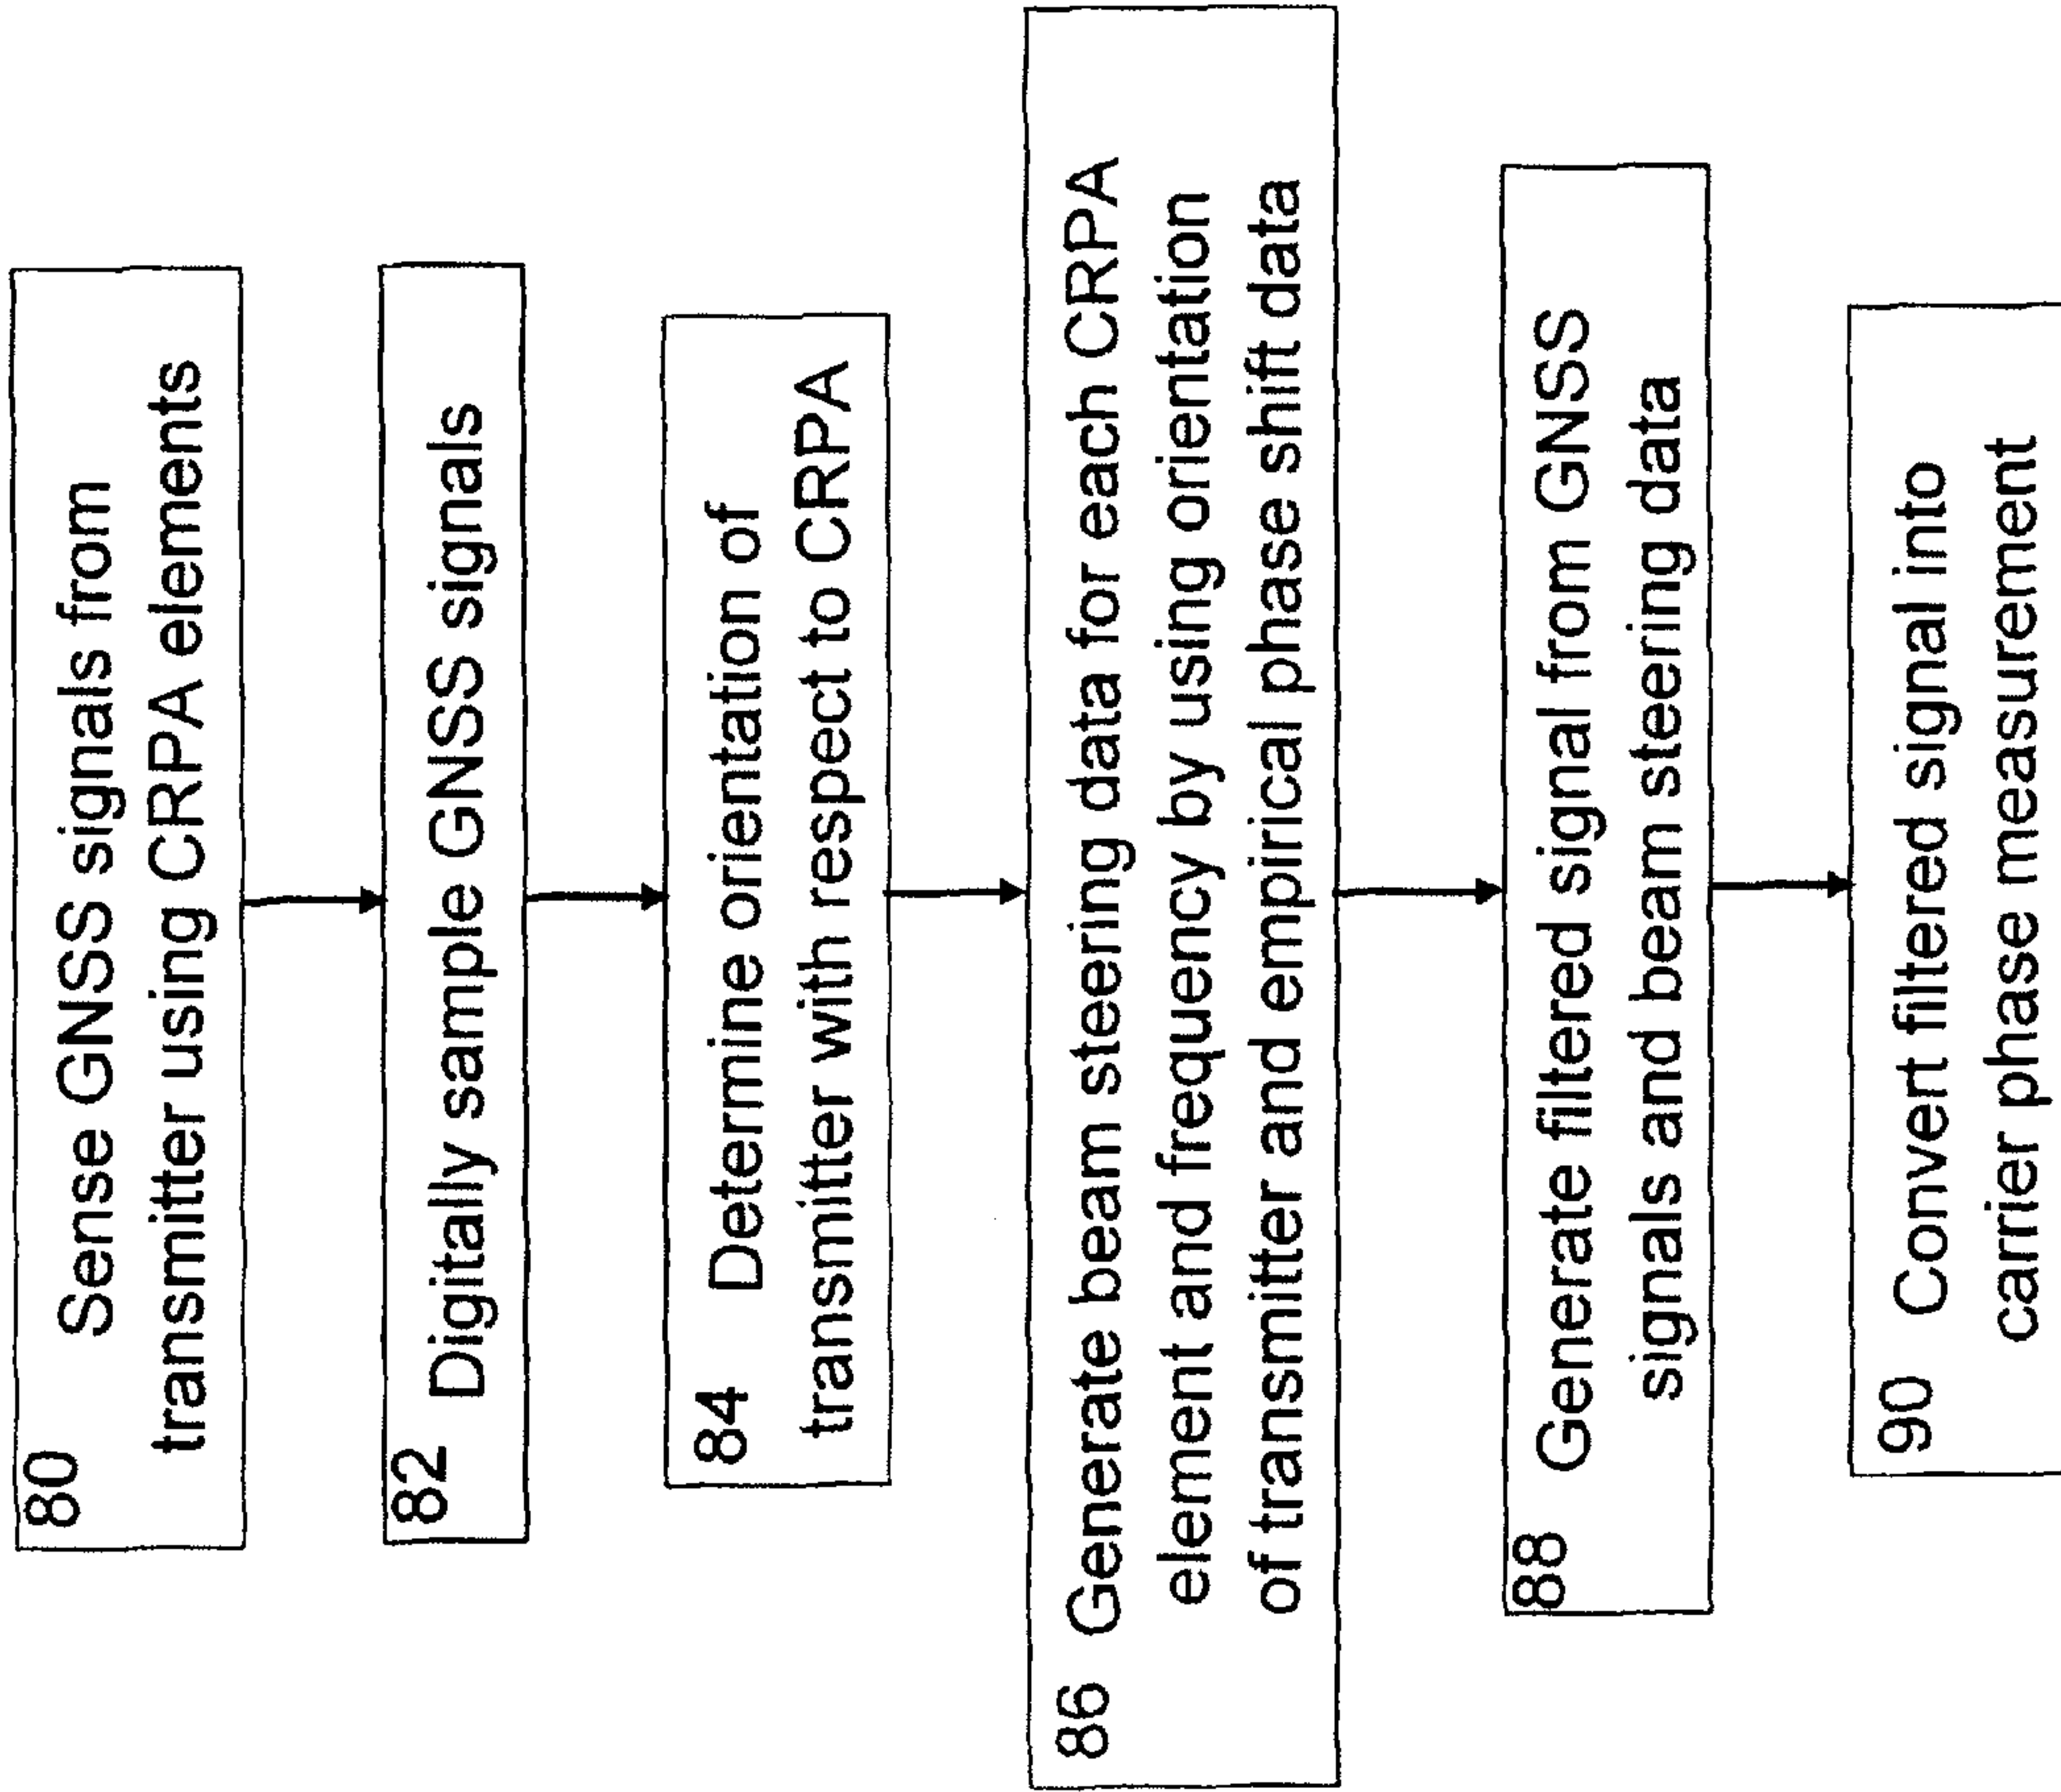 80 Sense GNSS signals from
transmitter using CRPA elements
82 Digitally sample GNSS signals
84 Determine orientation of
transmitter with respect to CRPA
86 Generate beam steering data for each CRPA
element and frequency by using orientation
of transmitter and empirical phase shift data
88 Generate filtered signal from GNSS
signals and beam steering data
90 Convert filtered signal into
carrier phase measurement